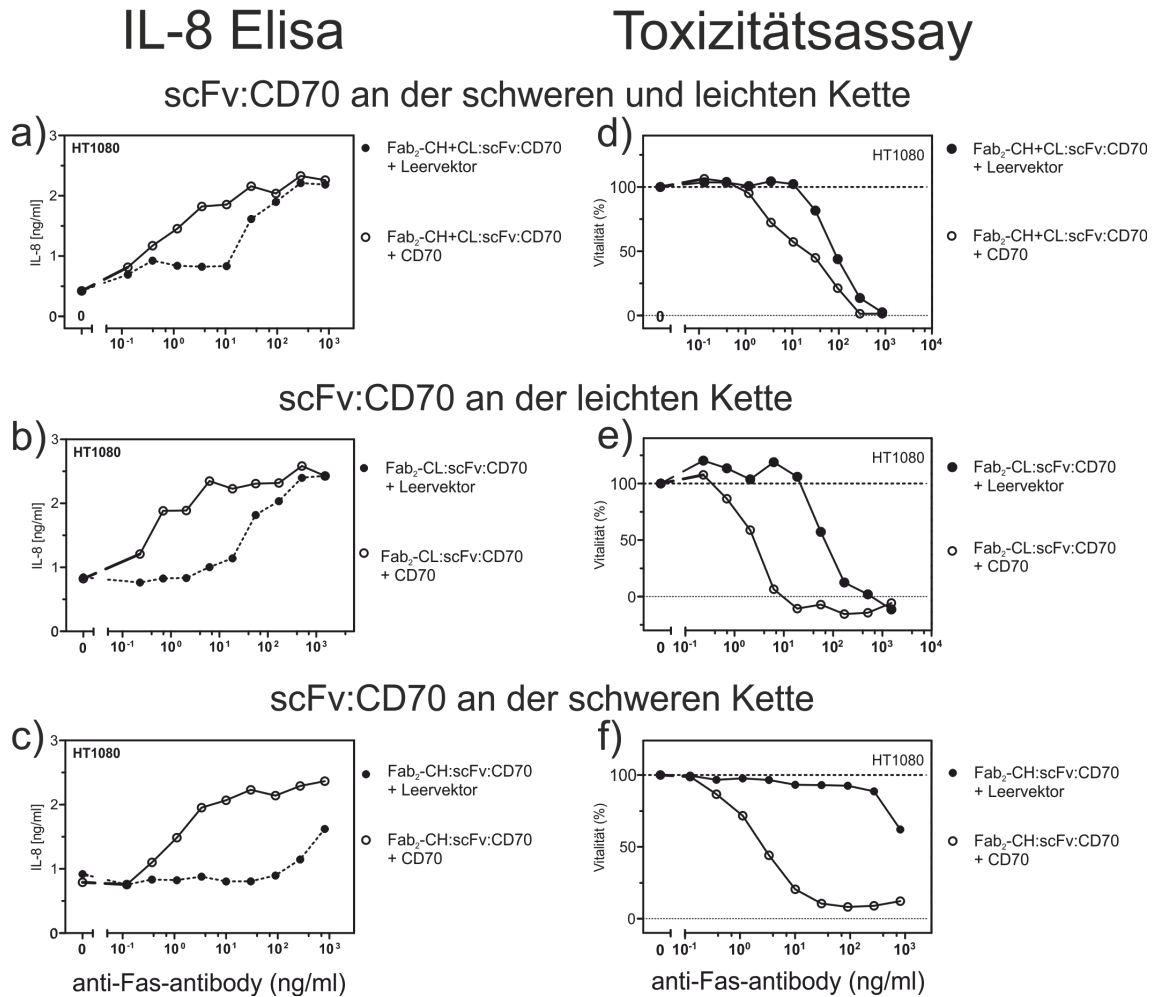 IL-8 Elisa
Toxizitätsassay
scFv:CD70 an der schweren und leichten Kette
a)
3
2
1
0
IL-8 [ng/ml]
HT1080
0
10⁻¹
10⁰
10¹
10²
10³
Fab₂-CH+CL:scFv:CD70
+ Leervektor
Fab₂-CH+CL:scFv:CD70
+ CD70
d)
100
50
0
Vitalität (%)
HT1080
0
10⁻¹
10⁰
10¹
10²
10³
10⁴
Fab₂-CH+CL:scFv:CD70
+ Leervektor
Fab₂-CH+CL:scFv:CD70
+ CD70
scFv:CD70 an der leichten Kette
b)
3
2
1
0
IL-8 [ng/ml]
HT1080
0
10⁻¹
10⁰
10¹
10²
10³
Fab₂-CL:scFv:CD70
+ Leervektor
Fab₂-CL:scFv:CD70
+ CD70
e)
100
50
0
Vitalität (%)
HT1080
0
10⁻¹
10⁰
10¹
10²
10³
10⁴
Fab₂-CL:scFv:CD70
+ Leervektor
Fab₂-CL:scFv:CD70
+ CD70
scFv:CD70 an der schweren Kette
c)
3
2
1
0
IL-8 [ng/ml]
HT1080
0
10⁻¹
10⁰
10¹
10²
10³
anti-Fas-antibody (ng/ml)
Fab₂-CH:scFv:CD70
+ Leervektor
Fab₂-CH:scFv:CD70
+ CD70
f)
100
50
0
Vitalität (%)
HT1080
0
10⁻¹
10⁰
10¹
10²
10³
anti-Fas-antibody (ng/ml)
Fab₂-CH:scFv:CD70
+ Leervektor
Fab₂-CH:scFv:CD70
+ CD70